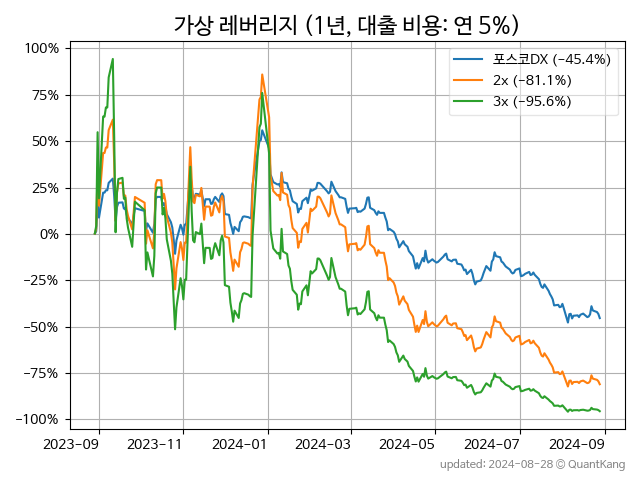 가상 레버리지 (1년, 대출 비용: 연 5%)
100%
75%
50%
25%
0%
−25%
−50%
−75%
−100%
포스코DX (−45.4%)
2x (−81.1%)
3x (−95.6%)
2023-09 2023-11 2024-01 2024-03 2024-05 2024-07 2024-09
updated: 2024-08-28 © QuantKang